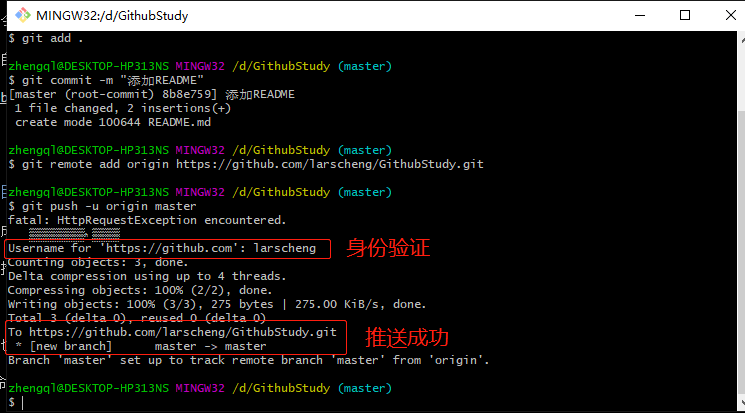 MINGW32:/d/GithubStudy
$ git add .
zhengql@DESKTOP-HP313NS MINGW32 /d/GithubStudy (master)
$ git commit -m "添加README"
[master (root-commit) 8b8e759] 添加README
1 file changed, 2 insertions(+)
create mode 100644 README.md
zhengql@DESKTOP-HP313NS MINGW32 /d/GithubStudy (master)
$ git remote add origin https://github.com/larscheng/GithubStudy.git
zhengql@DESKTOP-HP313NS MINGW32 /d/GithubStudy (master)
$ git push -u origin master
fatal: HttpRequestException encountered.
Username for 'https://github.com': larscheng
身份验证
Counting objects: 3, done.
Delta compression using up to 4 threads.
Compressing objects: 100% (2/2), done.
Writing objects: 100% (3/3), 275 bytes | 275.00 KiB/s, done.
Total 3 (delta 0), reused 0 (delta 0)
To https://github.com/larscheng/GithubStudy.git
推送成功
* [new branch] master -> master
Branch 'master' set up to track remote branch 'master' from 'origin'.
zhengql@DESKTOP-HP313NS MINGW32 /d/GithubStudy (master)
$